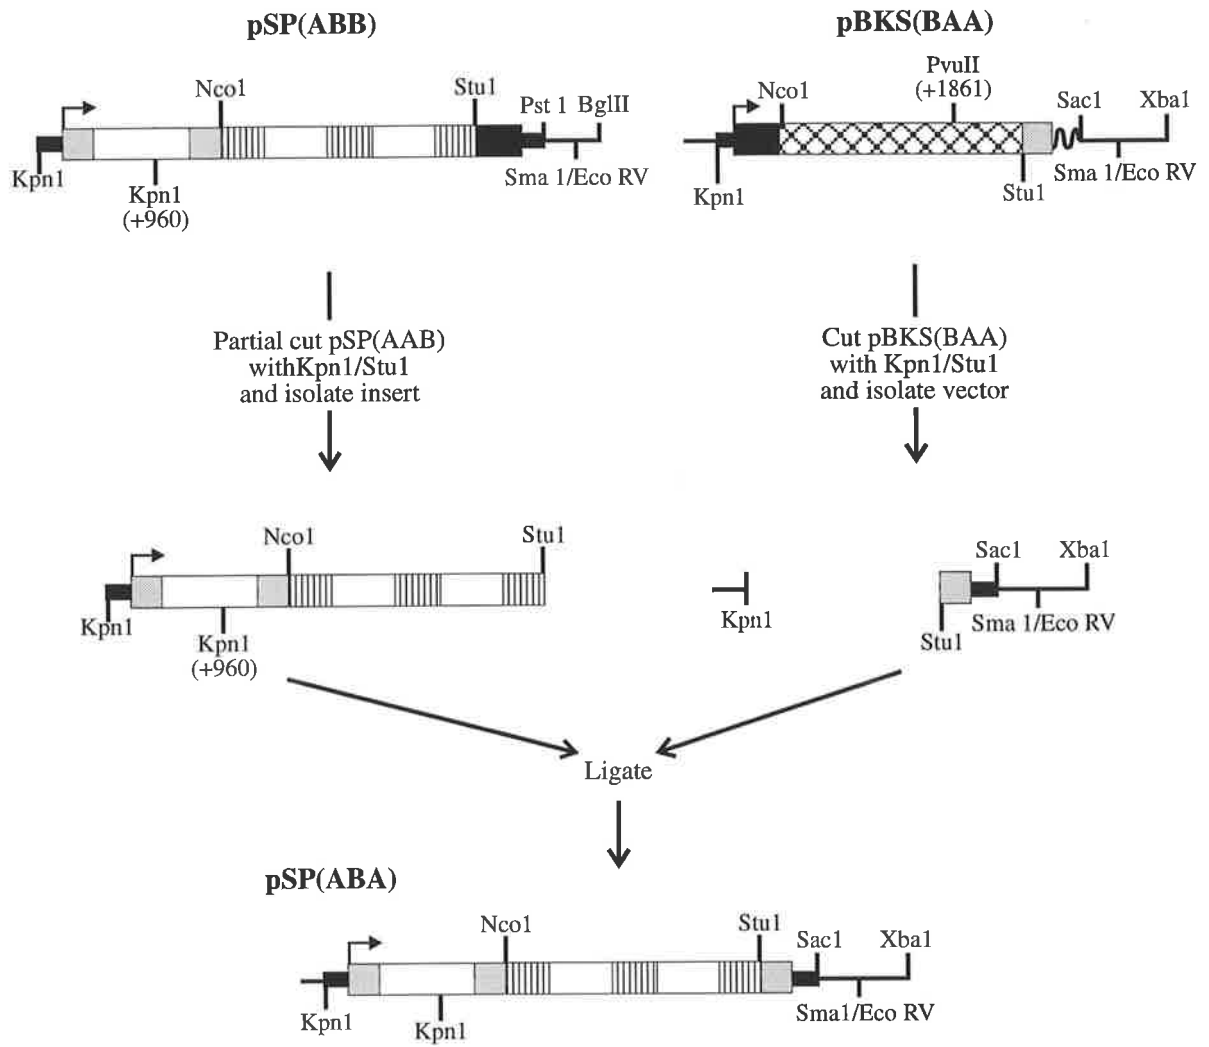 pSP(ABB)
pBKS(BAA)
Nco1
Stu1
Pst 1 BglII
Kpn1
Kpn1
(+960)
Sma 1/Eco RV
Nco1
PvuII
(+1861)
Sac1
Xba1
Kpn1
Stu1
Sma 1/Eco RV
Partial cut pSP(AAB)
withKpn1/Stu1
and isolate insert
Cut pBKS(BAA)
with Kpn1/Stu1
and isolate vector
Nco1
Stu1
Kpn1
Kpn1
(+960)
Kpn1
Sac1
Xba1
Stu1
Sma 1/Eco RV
Ligate
pSP(ABA)
Nco1
Stu1
Sac1
Xba1
Kpn1
Kpn1
Sma1/Eco RV